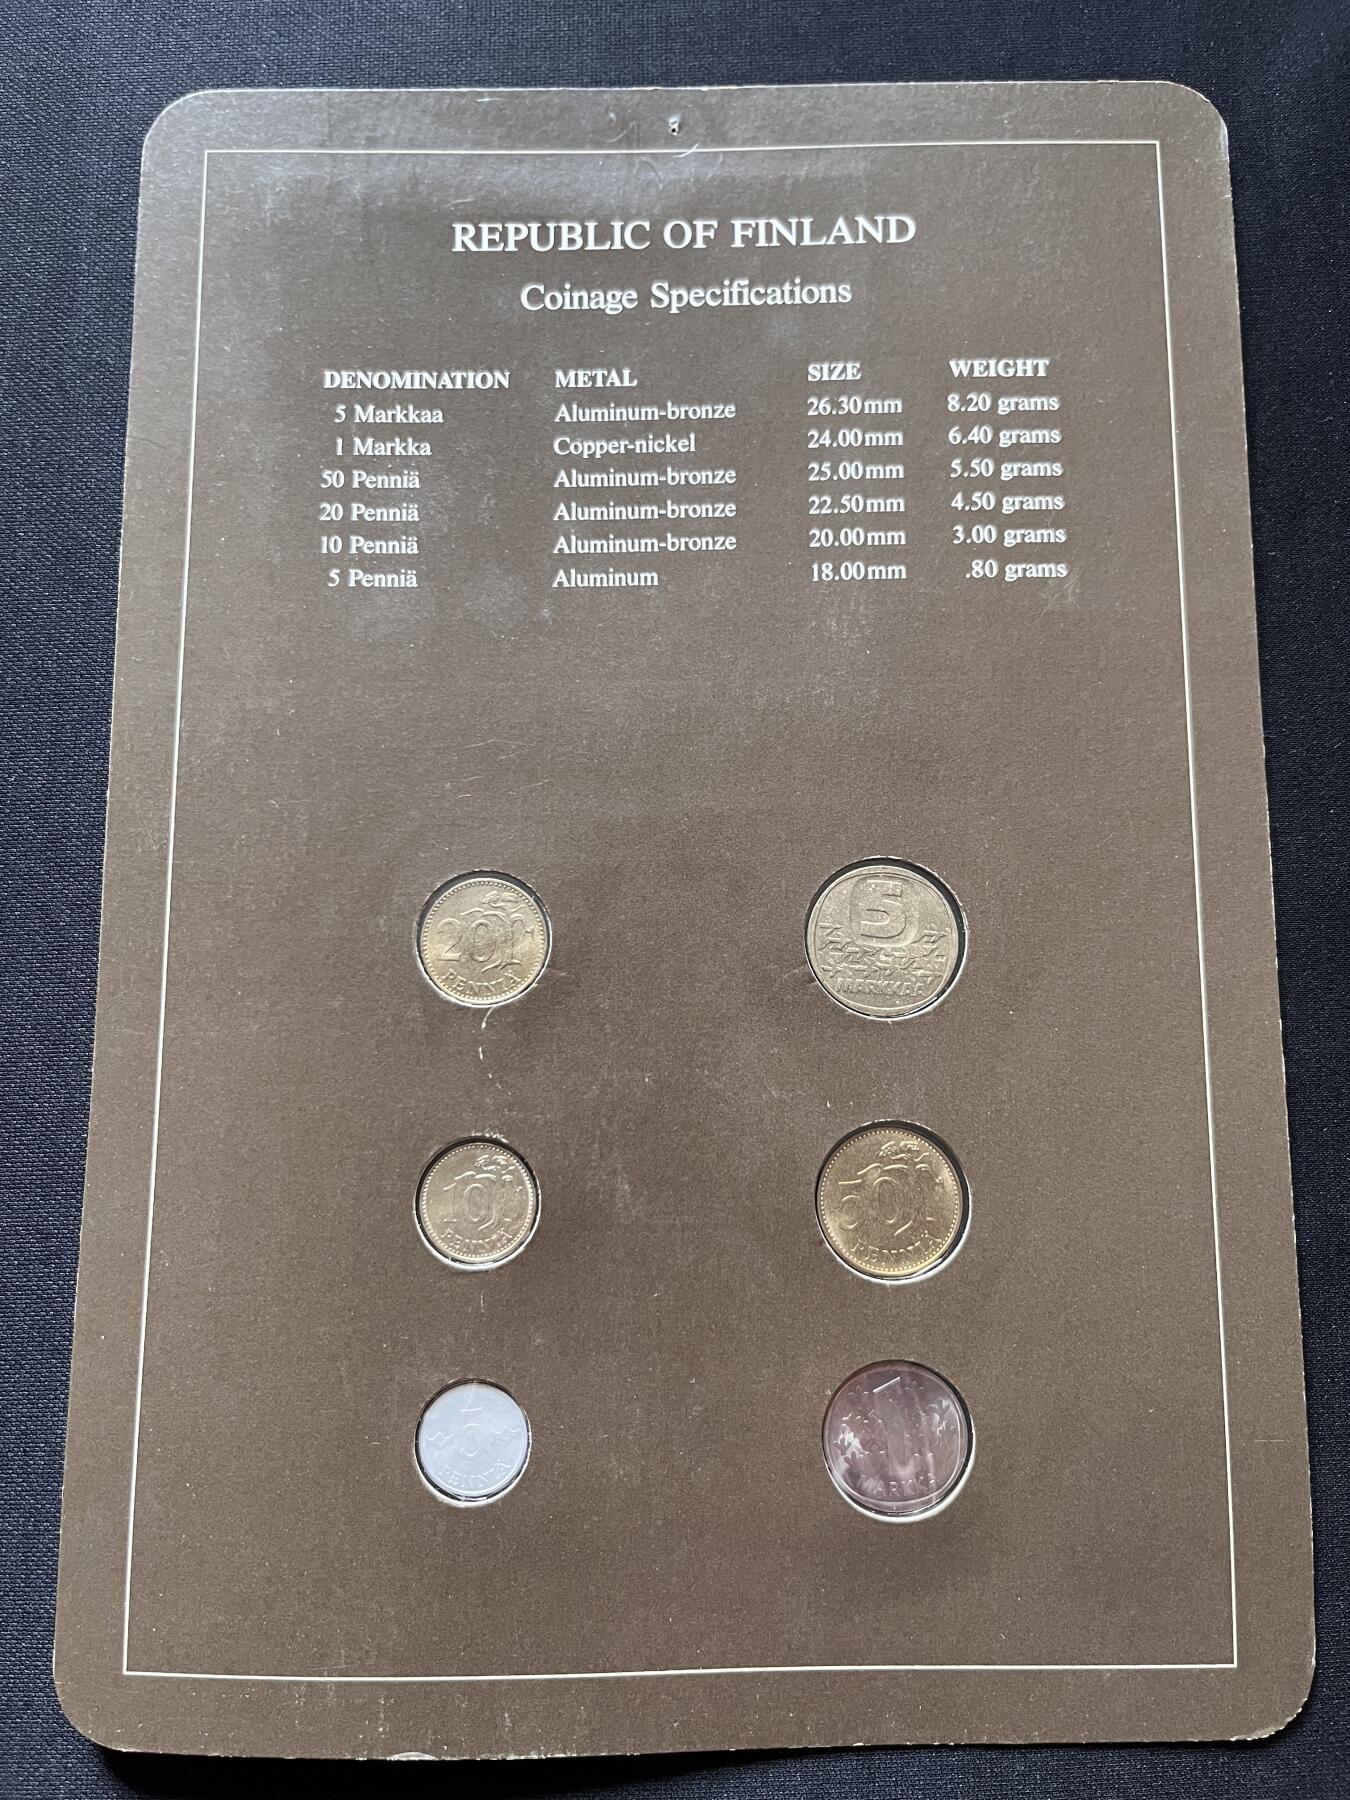 REPUBLIC OF FINLAND
Coinage Specifications
DENOMINATION METAL SIZE WEIGHT
5 Markkaa Aluminum-bronze 26.30mm 8.20 grams
1 Markka Copper-nickel 24.00mm 6.40 grams
50 Penniä Aluminum-bronze 25.00mm 5.50 grams
20 Penniä Aluminum-bronze 22.50mm 4.50 grams
10 Penniä Aluminum-bronze 20.00mm 3.00 grams
5 Penniä Aluminum 18.00mm .80 grams
20
PENNIÄ
5
MARKKAA
10
PENNIÄ
50
PENNIÄ
5
PENNIÄ
1
MARKKA